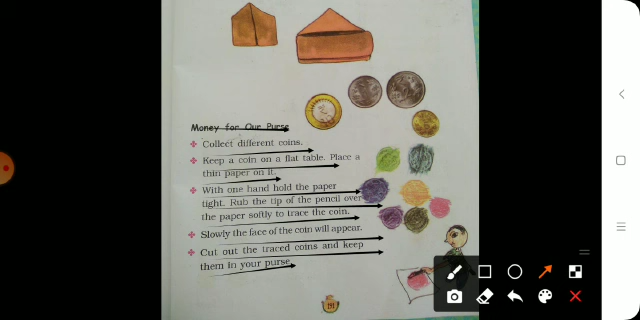 Money for Our Purse
Collect different coins.
Keep a coin on a flat table. Place a
thin paper on it.
With one hand hold the paper
tight. Rub the tip of the pencil over
the paper softly to trace the coin.
Slowly the face of the coin will appear.
Cut out the traced coins and keep
them in your purse.